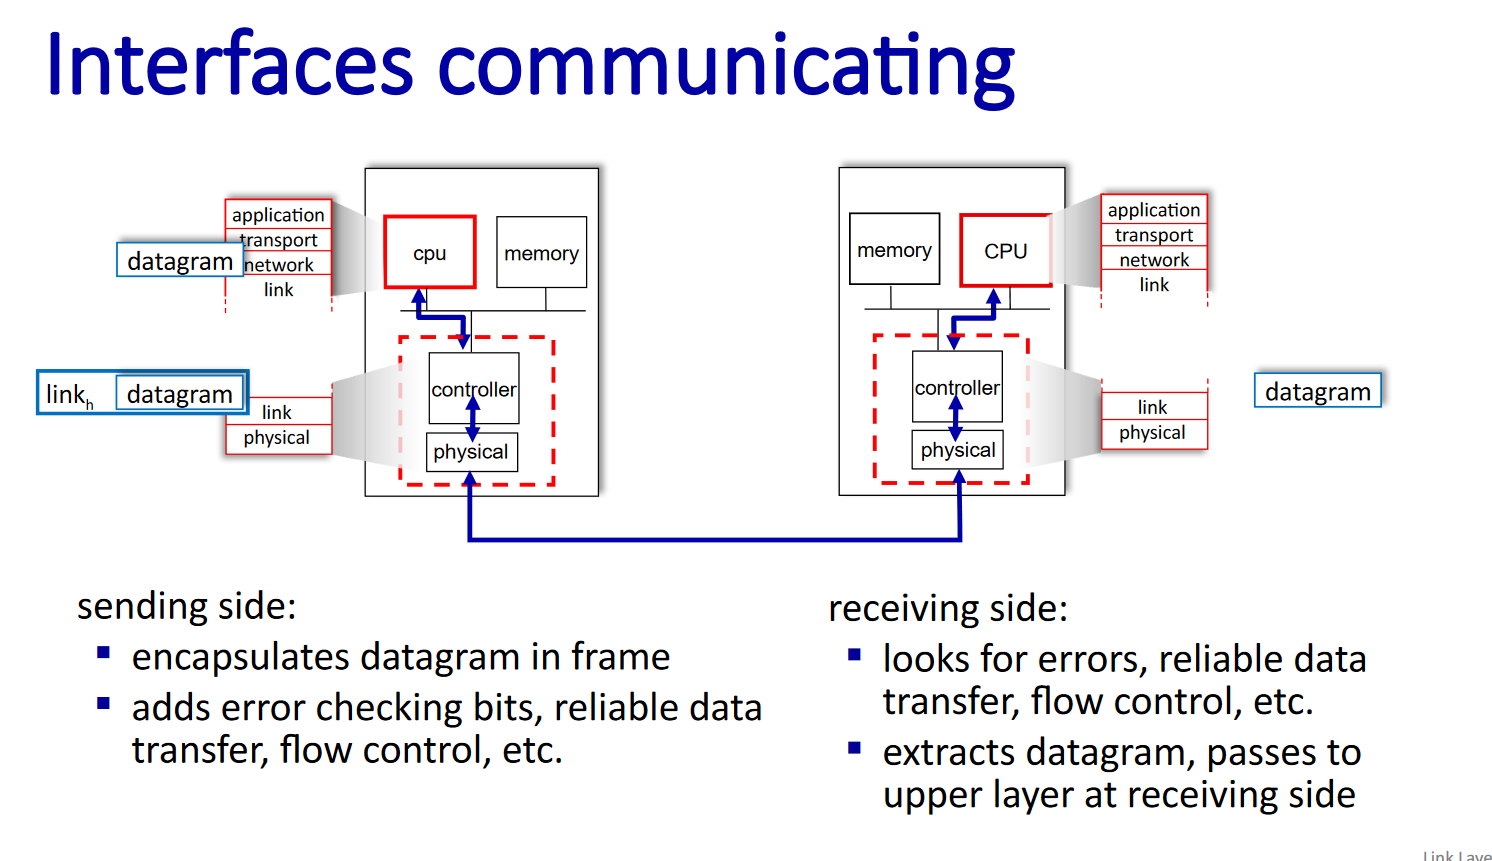 Interfaces communicating
application
transport
network
link
datagram
cpu
memory
memory
CPU
application
transport
network
link
link_h datagram
link
physical
controller
physical
controller
physical
link
physical
datagram
sending side:
encapsulates datagram in frame
adds error checking bits, reliable data
transfer, flow control, etc.
receiving side:
looks for errors, reliable data
transfer, flow control, etc.
extracts datagram, passes to
upper layer at receiving side
Link Laye